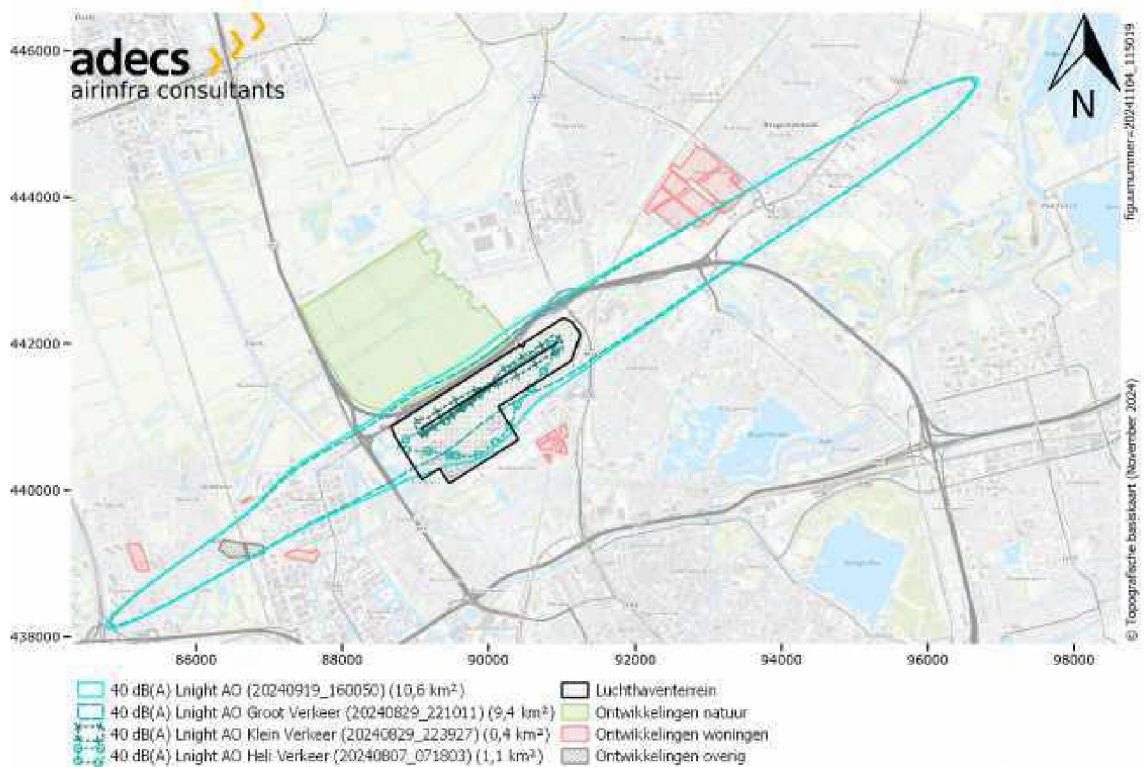 adecs
airinfra consultants
N
figuurnummer=20241104_115019
© Topografische basiskaart (November 2024)
446000
444000
442000
440000
438000
86000 88000 90000 92000 94000 96000 98000
40 dB(A) Lnight AO (20240919_160050) (10,6 km²)
40 dB(A) Lnight AO Groot Verkeer (20240829_221011) (9,4 km²)
40 dB(A) Lnight AO Klein Verkeer (20240829_223927) (0,4 km²)
40 dB(A) Lnight AO Heli Verkeer (20240807_071803) (1,1 km²)
Luchthaventerrein
Ontwikkelingen natuur
Ontwikkelingen woningen
Ontwikkelingen overig